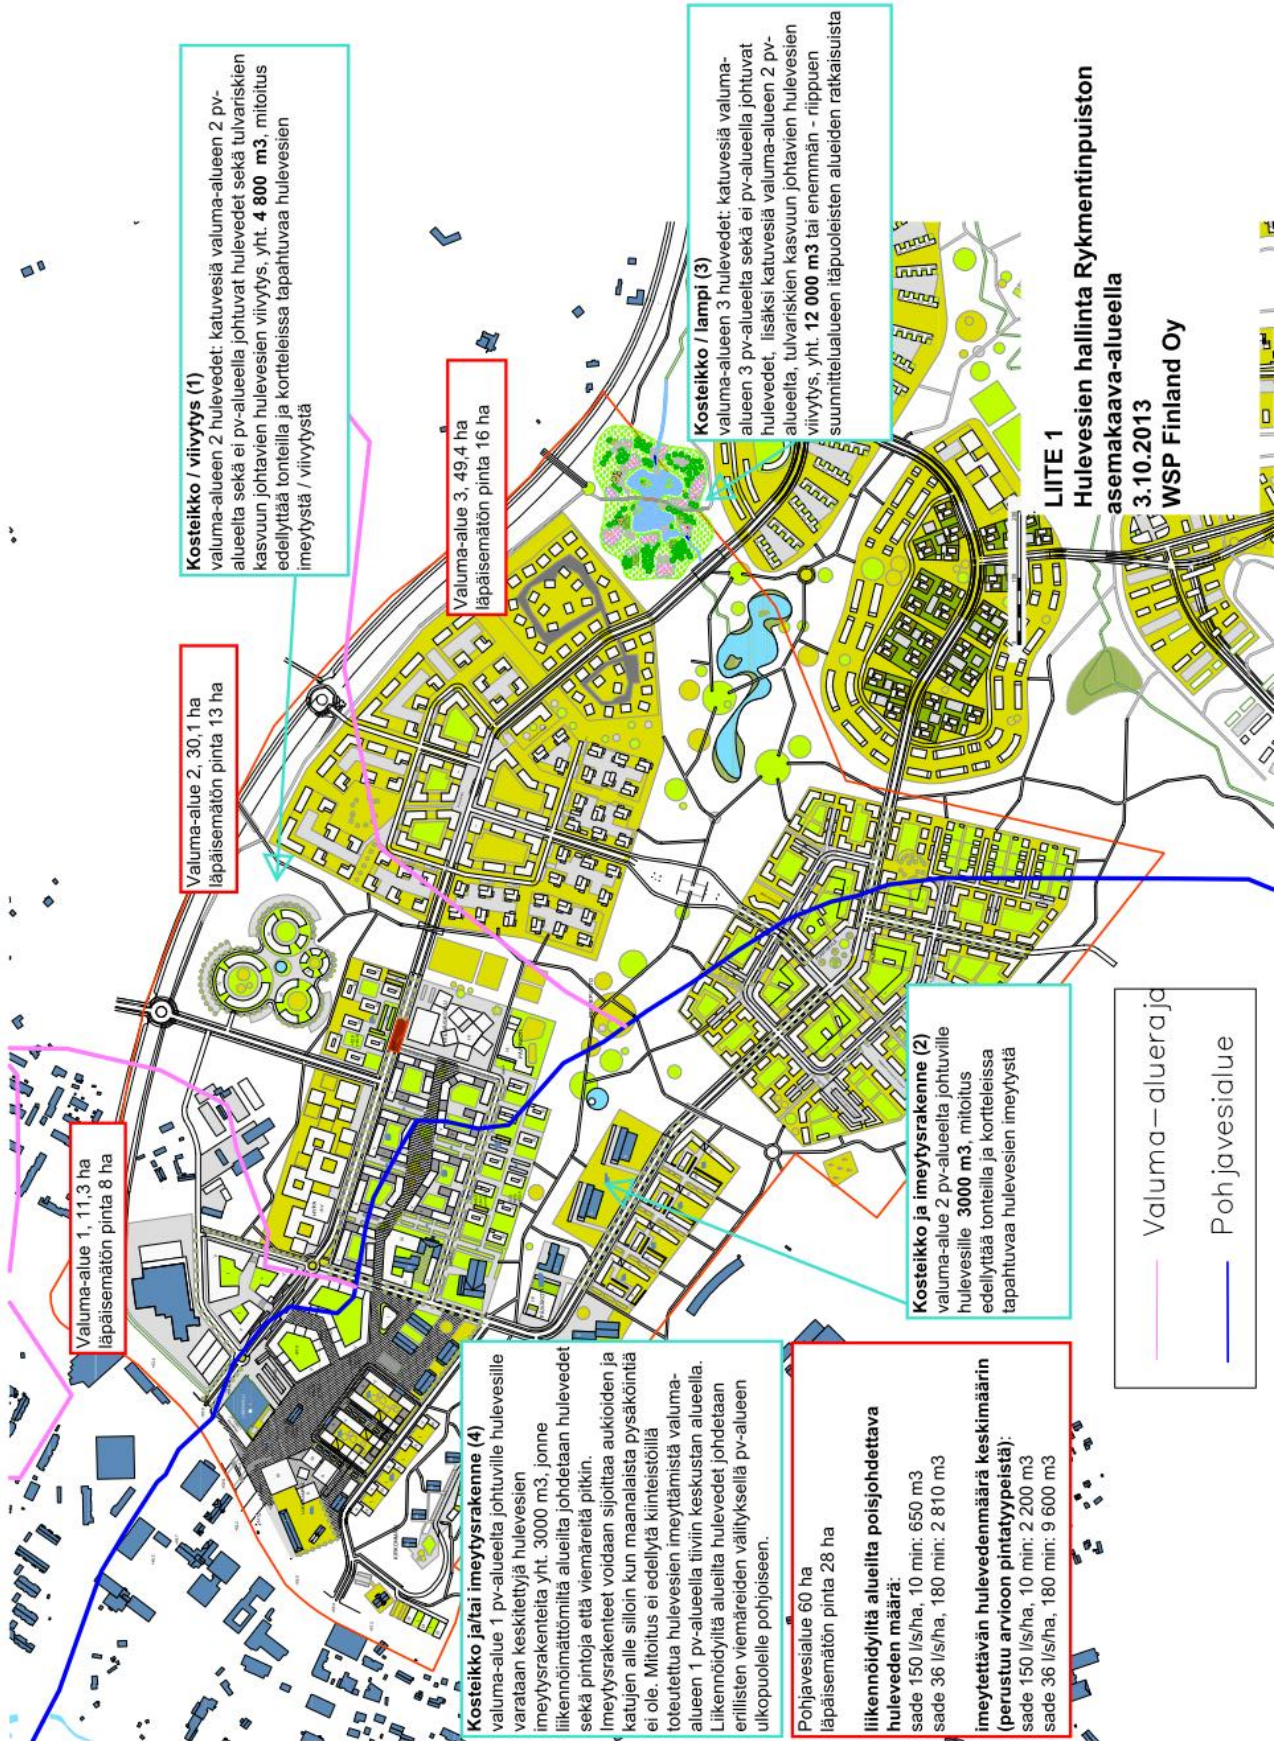 Kosteikko / viivytys (1)
valuma-alueen 2 hulevedet: katuvesiä valuma-alueen 2 pv-
alueelta sekä ei pv-alueella johtuvat hulevedet sekä tulvariskien
kasvuun johtavien hulevesien viivytys, yht. 4 800 m3, mitoitus
edellyttää tonteilla ja kortteleissa tapahtuvaa hulevesien
imeytystä / viivytystä
Valuma-alue 1, 11,3 ha
läpäisemätön pinta 8 ha
Valuma-alue 2, 30,1 ha
läpäisemätön pinta 13 ha
Valuma-alue 3, 49,4 ha
läpäisemätön pinta 16 ha
Kosteikko / lampi (3)
valuma-alueen 3 hulevedet: katuvesiä valuma-
alueen 3 pv-alueelta sekä ei pv-alueella johtuvat
hulevedet, lisäksi katuvesiä valuma-alueen 2 pv-
alueelta, tulvariskien kasvuun johtavien hulevesien
viivytys, yht. 12 000 m3 tai enemmän - riippuen
suunnittelualueen itäpuoleisten alueiden ratkaisuista
Kosteikko ja/tai imeytysrakenne (4)
valuma-alue 1 pv-alueelta johtuville hulevesille
varataan keskitettyjä hulevesien
imeytysrakenteita yht. 3000 m3, jonne
liikennöimättömiltä alueilta johdetaan hulevedet
sekä pintoja että viemäreitä pitkin.
Imeytysrakenteet voidaan sijoittaa aukioiden ja
katujen alle silloin kun maanalaista pysäköintiä
ei ole. Mitoitus ei edellytä kiinteistöillä
toteutettua hulevesien imeyttämistä valuma-
alueen 1 pv-alueella tiiviin keskustan alueella.
Liikennöidyiltä alueilta hulevedet johdetaan
erillisten viemäreiden välityksellä pv-alueen
ulkopuolelle pohjoiseen.
Kosteikko ja imeytysrakenne (2)
valuma-alue 2 pv-alueelta johtuville
hulevesille 3000 m3, mitoitus
edellyttää tonteilla ja kortteleissa
tapahtuvaa hulevesien imeytystä
Pohjavesialue 60 ha
läpäisemätön pinta 28 ha
liikennöidyiltä alueilta poisjohdettava
huleveden määrä:
sade 150 l/s/ha, 10 min: 650 m3
sade 36 l/s/ha, 180 min: 2 810 m3
imeytettävän hulevedenmäärä keskimäärin
(perustuu arvioon pintatyypeistä):
sade 150 l/s/ha, 10 min: 2 200 m3
sade 36 l/s/ha, 180 min: 9 600 m3
Valuma-alueraja
Pohjavesialue
LIITE 1
Hulevesien hallinta Rykmentinpuiston
asemakaava-alueella
3.10.2013
WSP Finland Oy